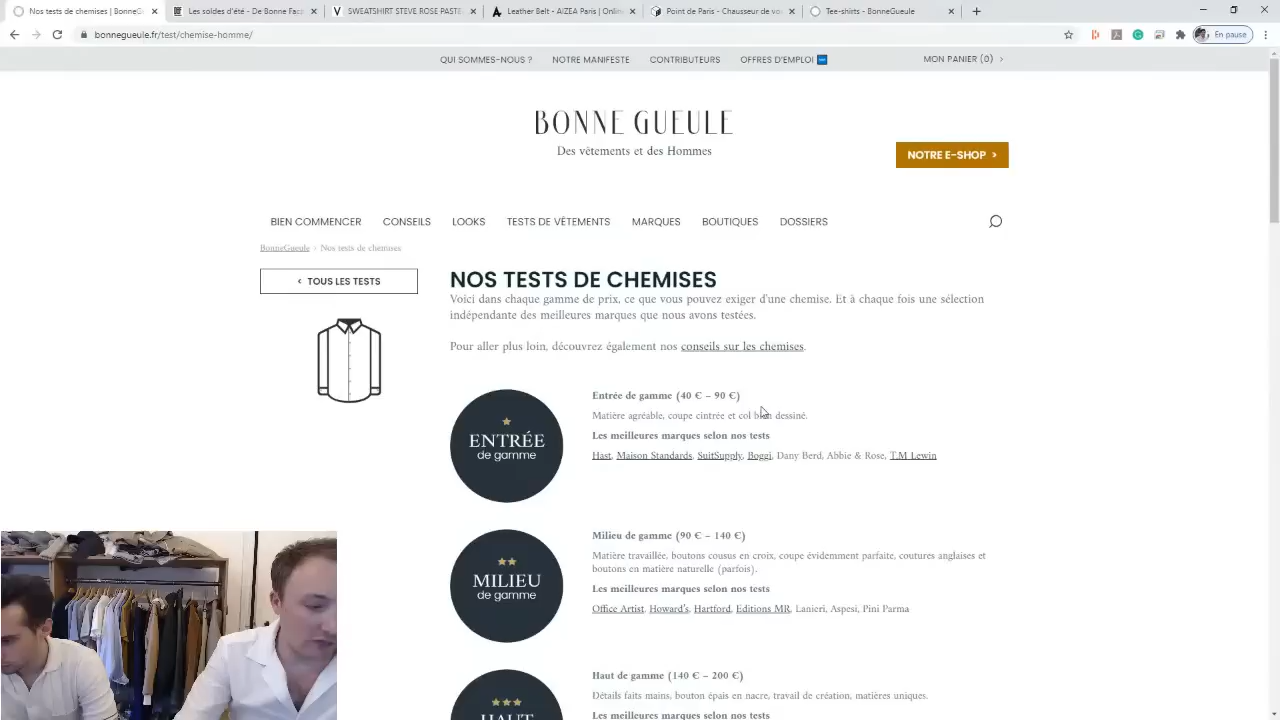 Nos tests de chemises | BonneG
Les soldes d'été - De Bonne Fac
SWEATSHIRT STEVE ROSE PASTE
Leather Belt - AIZEA Paris | Onlin
Point de Paris - Chausseur de vo
Tee-shirts - BonneGueule
bonnegueule.fr/test/chemise-homme/
En pause
QUI SOMMES-NOUS ?
NOTRE MANIFESTE
CONTRIBUTEURS
OFFRES D'EMPLOI
MON PANIER (0) >
BONNE GUEULE
Des vêtements et des Hommes
NOTRE E-SHOP >
BIEN COMMENCER
CONSEILS
LOOKS
TESTS DE VÊTEMENTS
MARQUES
BOUTIQUES
DOSSIERS
BonneGueule » Nos tests de chemises
< TOUS LES TESTS
NOS TESTS DE CHEMISES
Voici dans chaque gamme de prix, ce que vous pouvez exiger d'une chemise. Et à chaque fois une sélection
indépendante des meilleures marques que nous avons testées.
Pour aller plus loin, découvrez également nos conseils sur les chemises.
ENTRÉE
de gamme
Entrée de gamme (40 € – 90 €)
Matière agréable, coupe cintrée et col bien dessiné.
Les meilleures marques selon nos tests
Hast, Maison Standards, SuitSupply, Boggi, Dany Berd, Abbie & Rose, T.M Lewin
MILIEU
de gamme
Milieu de gamme (90 € – 140 €)
Matière travaillée, boutons cousus en croix, coupe évidemment parfaite, coutures anglaises et
boutons en matière naturelle (parfois).
Les meilleures marques selon nos tests
Office Artist, Howard's, Hartford, Editions MR, Lanieri, Aspesi, Pini Parma
HAUT
Haut de gamme (140 € – 200 €)
Détails faits mains, bouton épais en nacre, travail de création, matières uniques.
Les meilleures marques selon nos tests